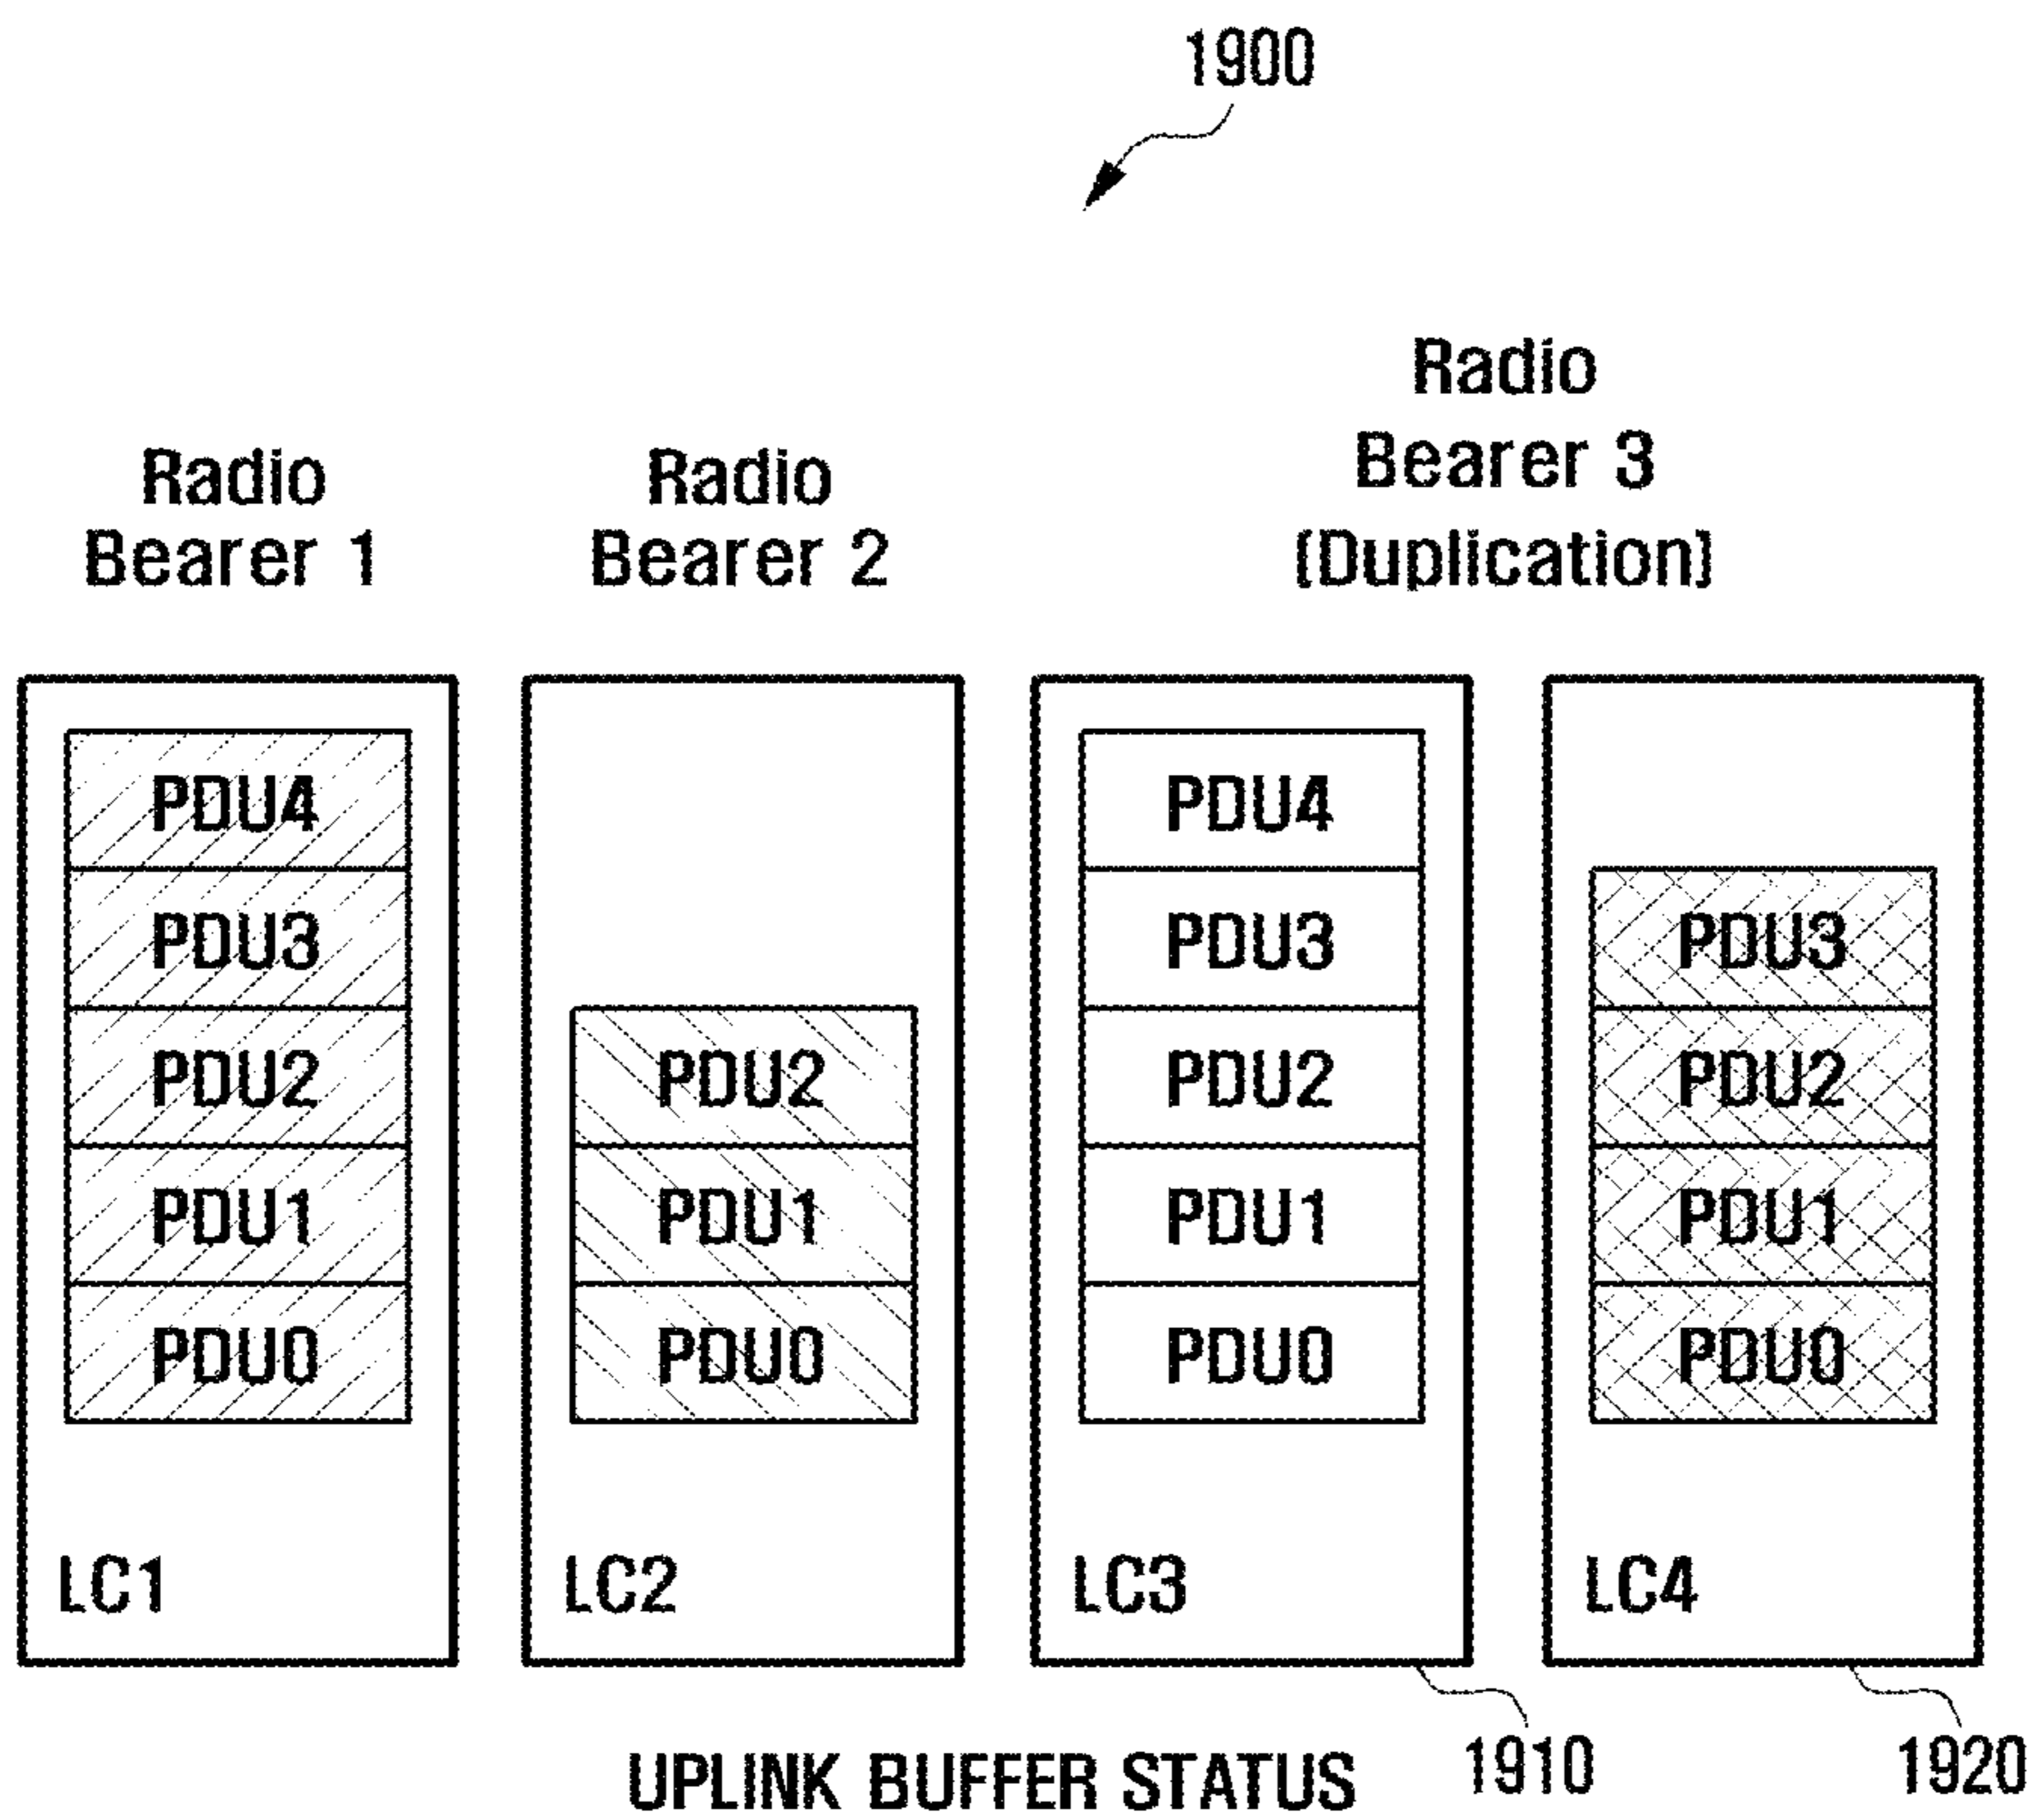 1900
Radio
Bearer 1
Radio
Bearer 2
Radio
Bearer 3
(Duplication)
PDU4
PDU3
PDU2
PDU1
PDU0
LC1
PDU2
PDU1
PDU0
LC2
PDU4
PDU3
PDU2
PDU1
PDU0
LC3
PDU3
PDU2
PDU1
PDU0
LC4
1910
1920
UPLINK BUFFER STATUS